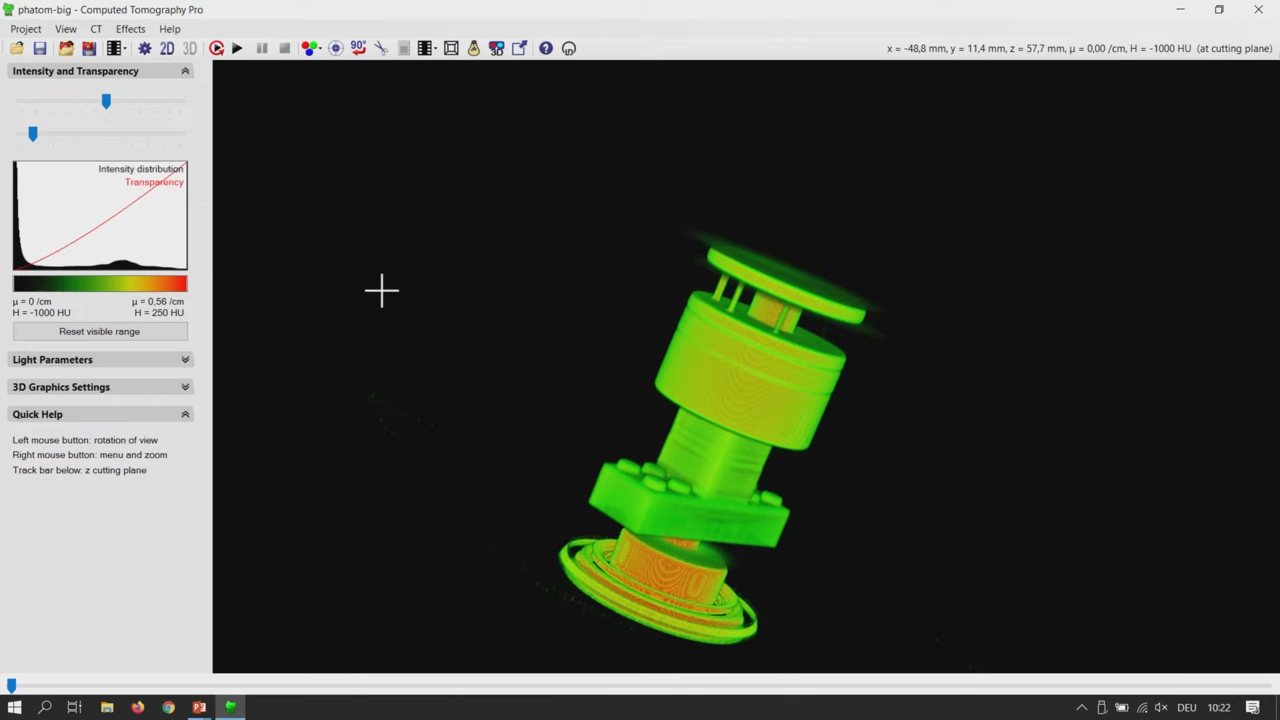 phatom-big - Computed Tomography Pro
Project View CT Effects Help
2D 3D 90° 3D x = -48,8 mm, y = 11,4 mm, z = 57,7 mm, µ = 0,00 /cm, H = -1000 HU (at cutting plane)
Intensity and Transparency
Intensity distribution
Transparency
µ = 0 /cm µ = 0,56 /cm
H = -1000 HU H = 250 HU
Reset visible range
Light Parameters
3D Graphics Settings
Quick Help
Left mouse button: rotation of view
Right mouse button: menu and zoom
Track bar below: z cutting plane
DEU 10:22